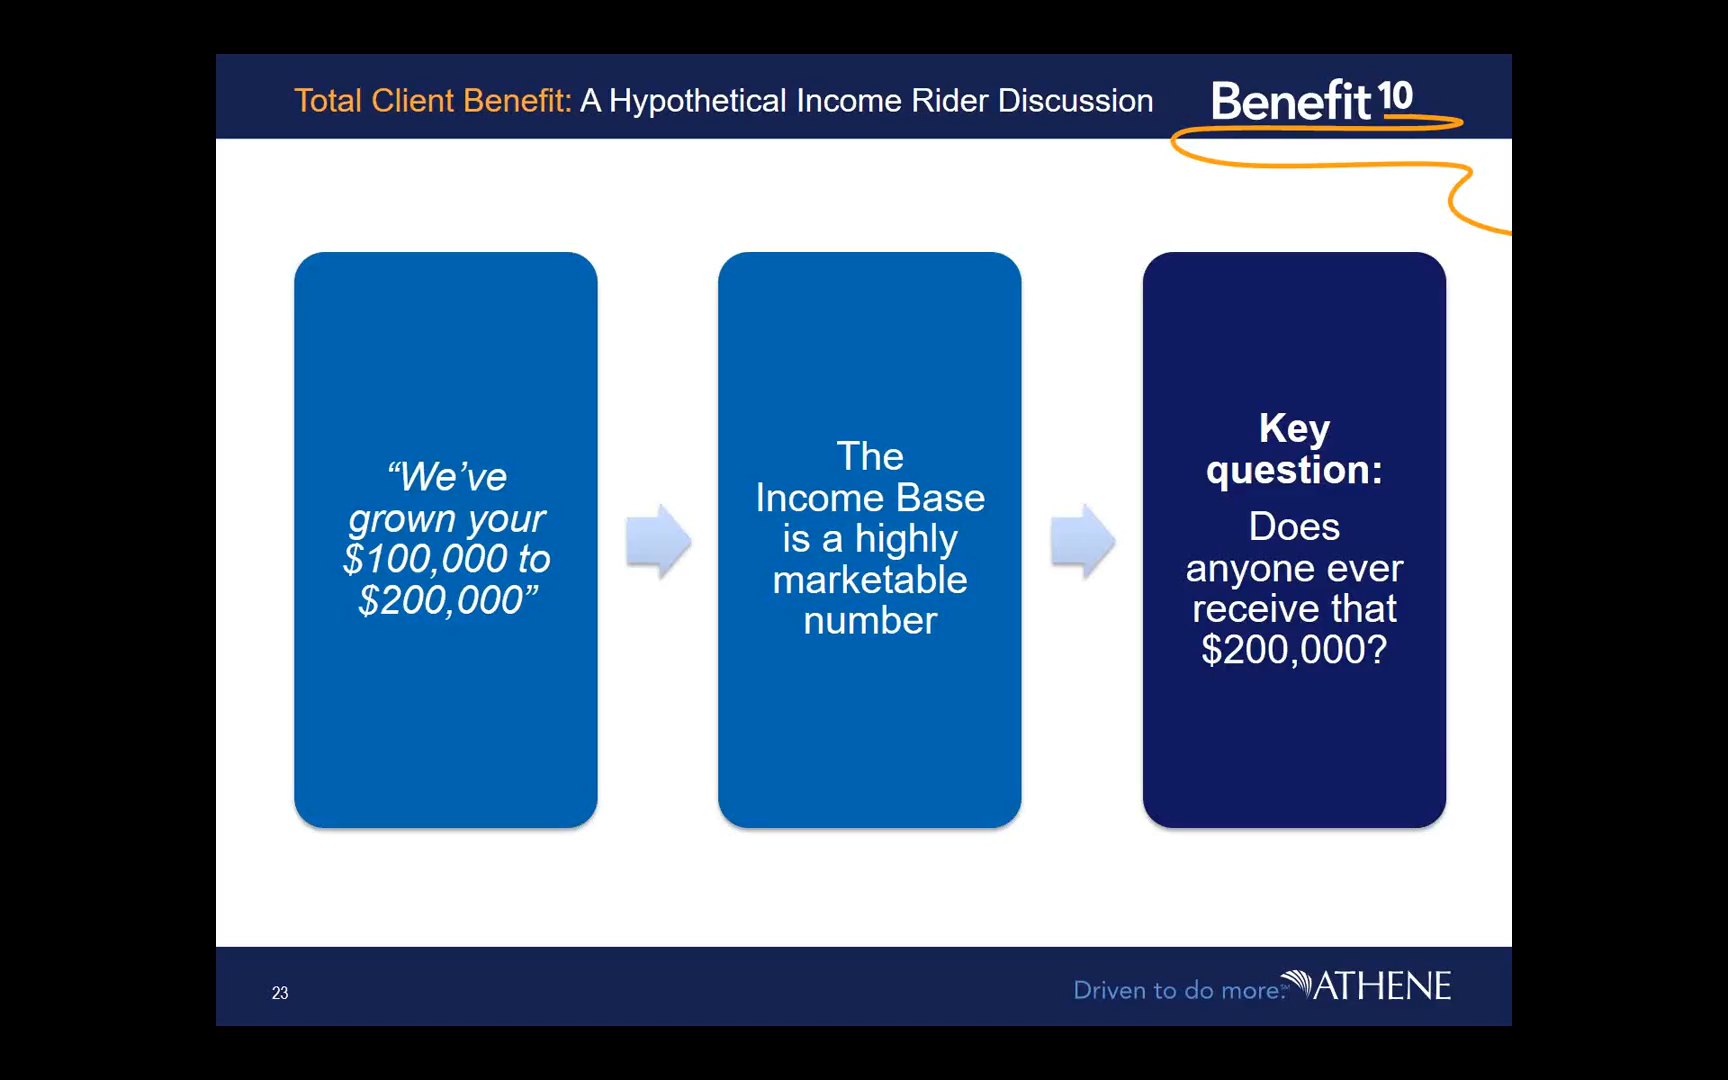 Total Client Benefit: A Hypothetical Income Rider Discussion
Benefit 10
“We’ve
grown your
$100,000 to
$200,000”
The
Income Base
is a highly
marketable
number
Key
question:
Does
anyone ever
receive that
$200,000?
23
Driven to do more.℠ ATHENE